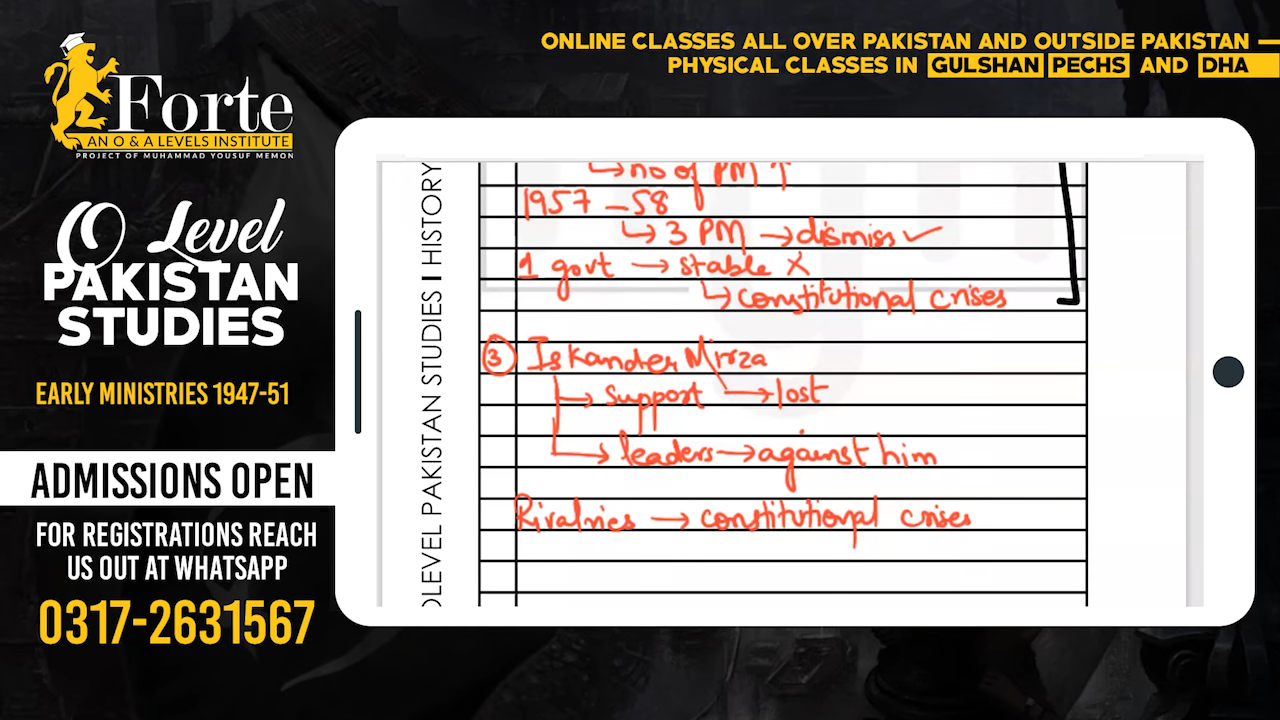 Forte
AN O & A LEVELS INSTITUTE
PROJECT OF MUHAMMAD YOUSUF MEMON
O Level
PAKISTAN
STUDIES
EARLY MINISTRIES 1947-51
ADMISSIONS OPEN
FOR REGISTRATIONS REACH
US OUT AT WHATSAPP
0317-2631567
ONLINE CLASSES ALL OVER PAKISTAN AND OUTSIDE PAKISTAN
PHYSICAL CLASSES IN GULSHAN PECHS AND DHA
OLEVEL PAKISTAN STUDIES I HISTORY
↳ no of PM ↑
1957 – 58
↳ 3 PM → dismiss ✓
1 govt → stable X
↳ constitutional crises
③ Iskander Mirza
→ support → lost
→ leaders → against him
Rivalries → constitutional crises